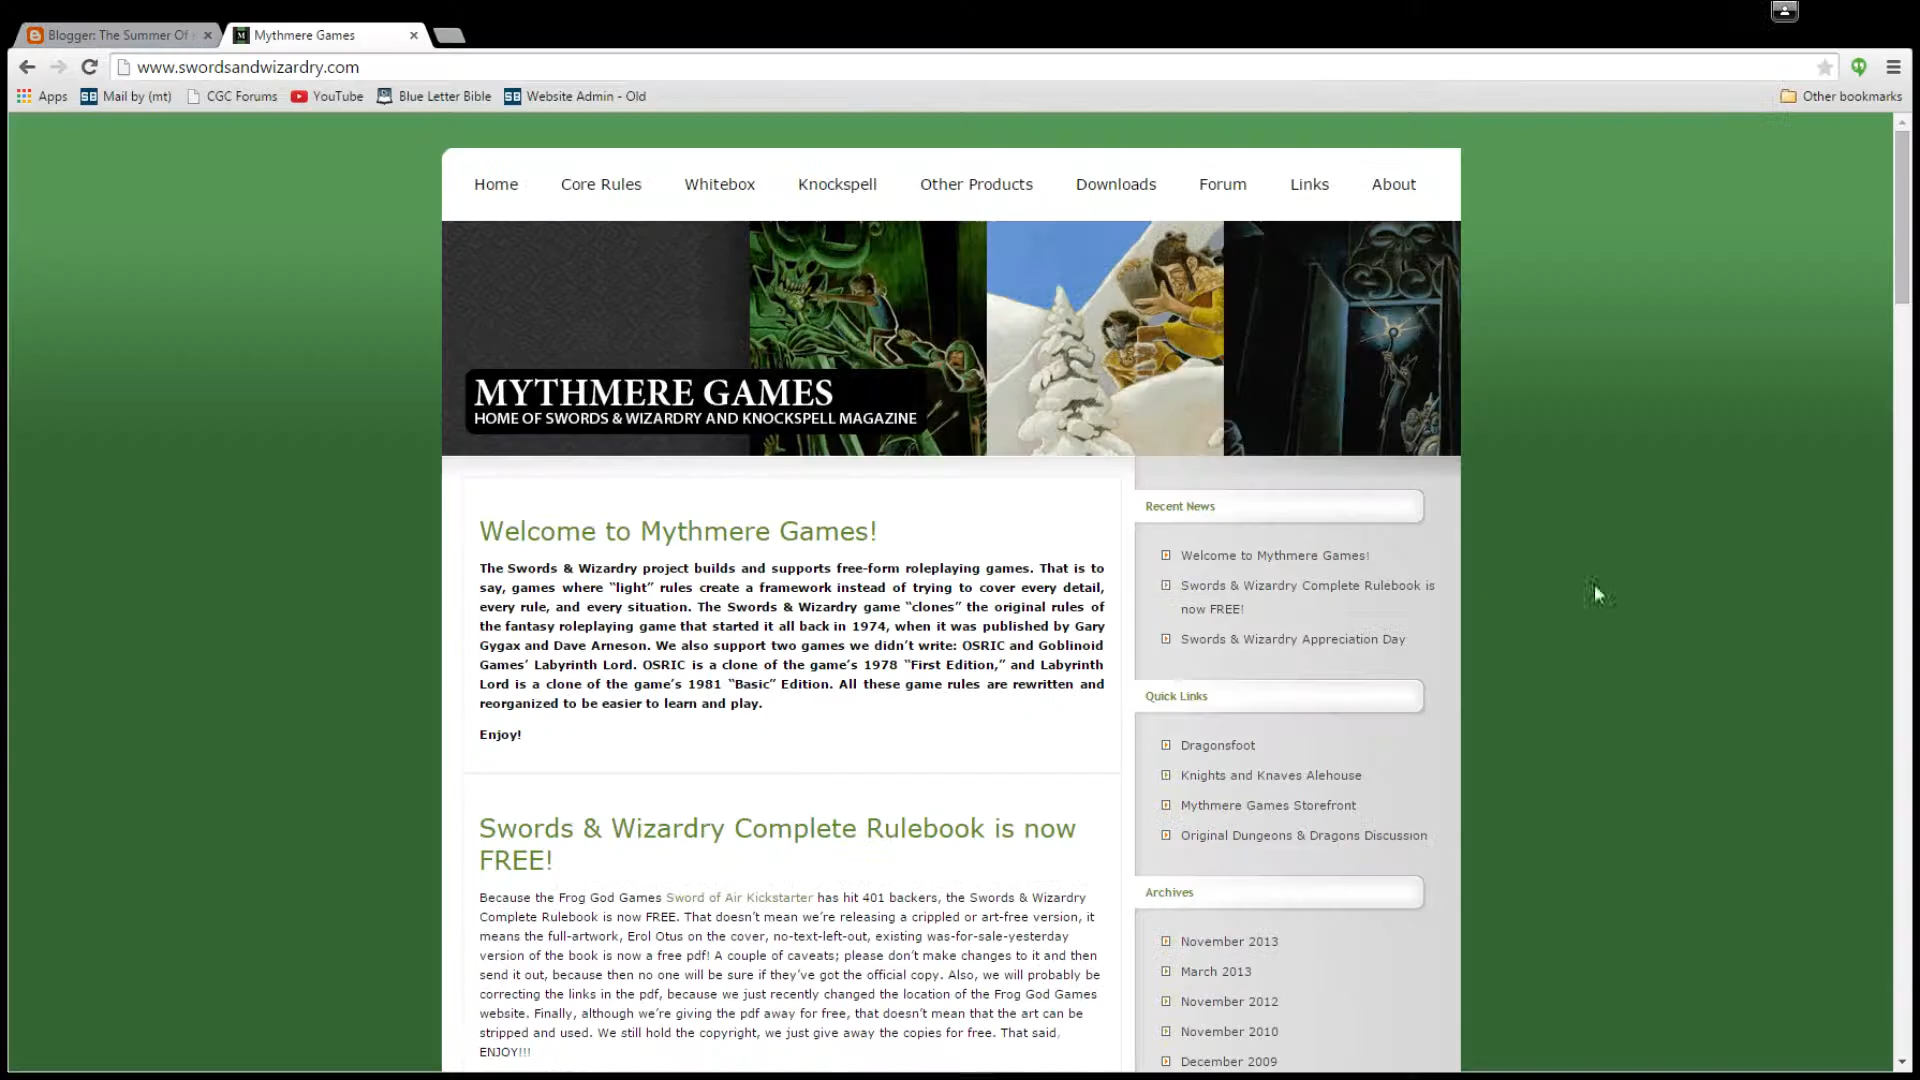 Blogger: The Summer Of
Mythmere Games
www.swordsandwizardry.com
Apps
Mail by (mt)
CGC Forums
YouTube
Blue Letter Bible
Website Admin - Old
Other bookmarks
Home
Core Rules
Whitebox
Knockspell
Other Products
Downloads
Forum
Links
About
MYTHMERE GAMES
HOME OF SWORDS & WIZARDRY AND KNOCKSPELL MAGAZINE
Welcome to Mythmere Games!
The Swords & Wizardry project builds and supports free-form roleplaying games. That is to
say, games where “light” rules create a framework instead of trying to cover every detail,
every rule, and every situation. The Swords & Wizardry game “clones” the original rules of
the fantasy roleplaying game that started it all back in 1974, when it was published by Gary
Gygax and Dave Arneson. We also support two games we didn’t write: OSRIC and Goblinoid
Games’ Labyrinth Lord. OSRIC is a clone of the game’s 1978 “First Edition,” and Labyrinth
Lord is a clone of the game’s 1981 “Basic” Edition. All these game rules are rewritten and
reorganized to be easier to learn and play.
Enjoy!
Swords & Wizardry Complete Rulebook is now
FREE!
Because the Frog God Games Sword of Air Kickstarter has hit 401 backers, the Swords & Wizardry
Complete Rulebook is now FREE. That doesn’t mean we’re releasing a crippled or art-free version, it
means the full-artwork, Erol Otus on the cover, no-text-left-out, existing was-for-sale-yesterday
version of the book is now a free pdf! A couple of caveats; please don’t make changes to it and then
send it out, because then no one will be sure if they’ve got the official copy. Also, we will probably be
correcting the links in the pdf, because we just recently changed the location of the Frog God Games
website. Finally, although we’re giving the pdf away for free, that doesn’t mean that the art can be
stripped and used. We still hold the copyright, we just give away the copies for free. That said,
ENJOY!!!
Recent News
Welcome to Mythmere Games!
Swords & Wizardry Complete Rulebook is
now FREE!
Swords & Wizardry Appreciation Day
Quick Links
Dragonsfoot
Knights and Knaves Alehouse
Mythmere Games Storefront
Original Dungeons & Dragons Discussion
Archives
November 2013
March 2013
November 2012
November 2010
December 2009